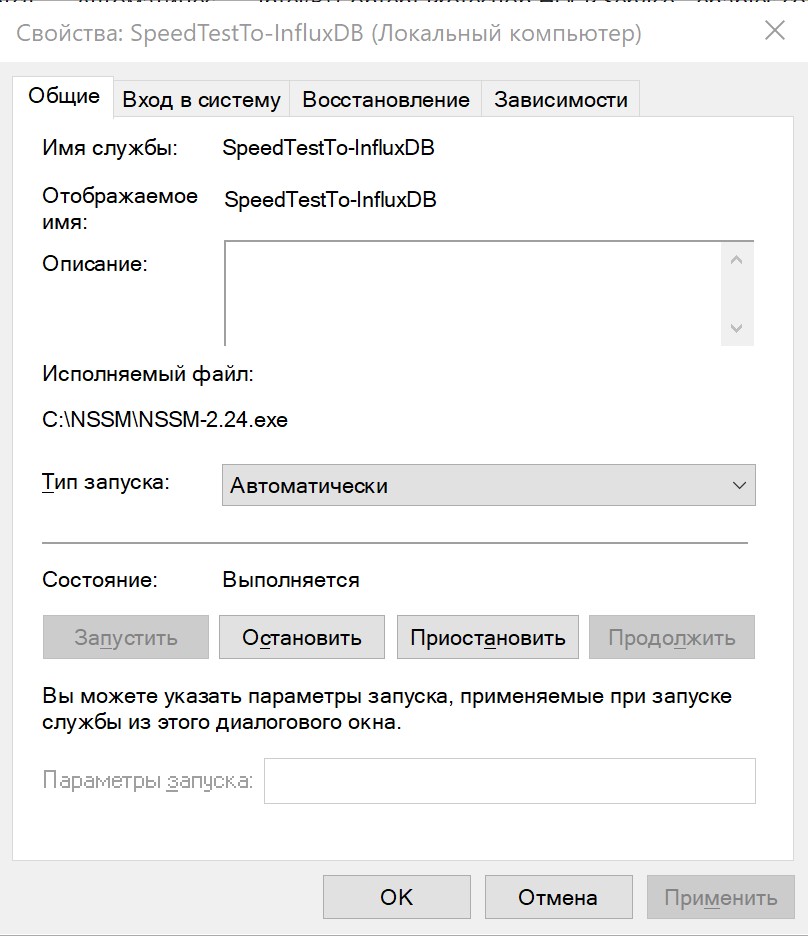 Свойства: SpeedTestTo-InfluxDB (Локальный компьютер)
Общие
Вход в систему
Восстановление
Зависимости
Имя службы: SpeedTestTo-InfluxDB
Отображаемое
имя:
SpeedTestTo-InfluxDB
Описание:
Исполняемый файл:
C:\NSSM\NSSM-2.24.exe
Тип запуска: Автоматически
Состояние: Выполняется
Запустить
Остановить
Приостановить
Продолжить
Вы можете указать параметры запуска, применяемые при запуске
службы из этого диалогового окна.
Параметры запуска:
OK
Отмена
Применить